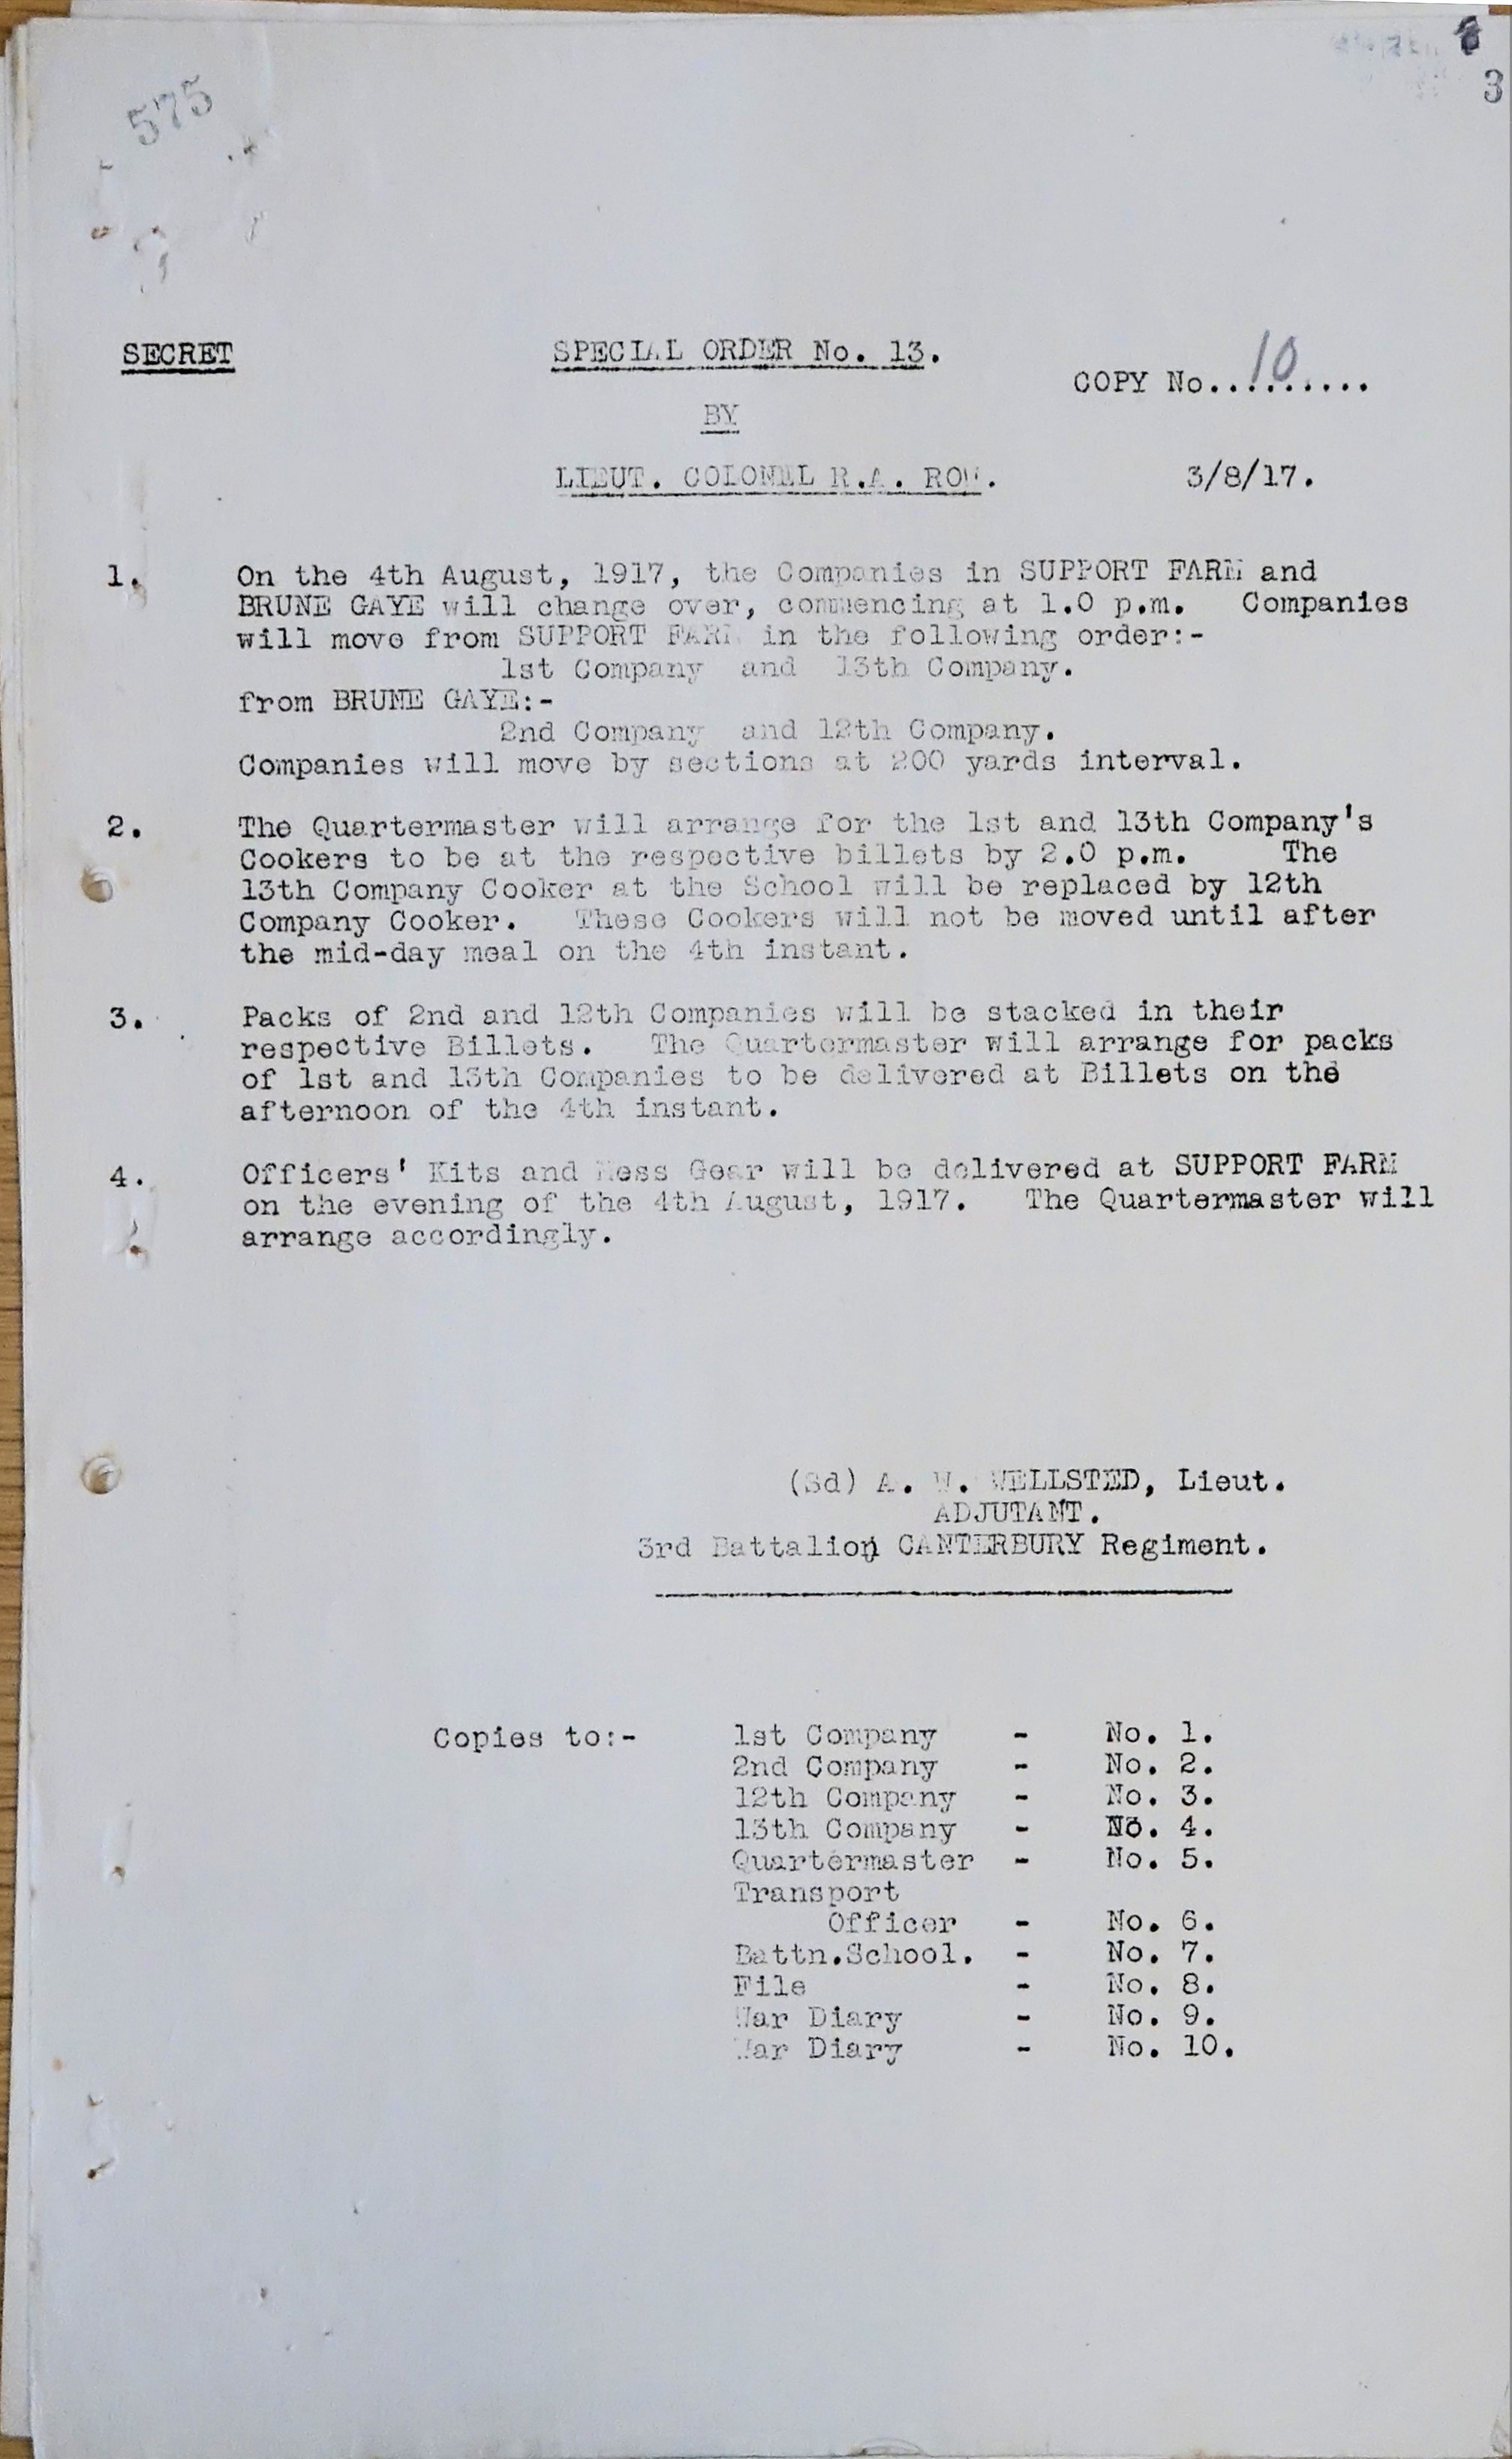 575
3
SECRET
SPECIAL ORDER No. 13.
COPY No..........
10
BY
LIEUT. COLONEL R.A. ROW.
3/8/17.
1. On the 4th August, 1917, the Companies in SUPPORT FARM and
BRUNE GAYE will change over, commencing at 1.0 p.m. Companies
will move from SUPPORT FARM in the following order:-
1st Company and 13th Company.
from BRUNE GAYE:-
2nd Company and 12th Company.
Companies will move by sections at 200 yards interval.
2. The Quartermaster will arrange for the 1st and 13th Company's
Cookers to be at the respective billets by 2.0 p.m. The
13th Company Cooker at the School will be replaced by 12th
Company Cooker. These Cookers will not be moved until after
the mid-day meal on the 4th instant.
3. Packs of 2nd and 12th Companies will be stacked in their
respective Billets. The Quartermaster will arrange for packs
of 1st and 13th Companies to be delivered at Billets on the
afternoon of the 4th instant.
4. Officers' Kits and Mess Gear will be delivered at SUPPORT FARM
on the evening of the 4th August, 1917. The Quartermaster will
arrange accordingly.
(Sd) A. W. WELLSTED, Lieut.
ADJUTANT.
3rd Battalion CANTERBURY Regiment.
Copies to:- 1st Company - No. 1.
2nd Company - No. 2.
12th Company - No. 3.
13th Company - No. 4.
Quartermaster - No. 5.
Transport
Officer - No. 6.
Battn.School. - No. 7.
File - No. 8.
War Diary - No. 9.
War Diary - No. 10.